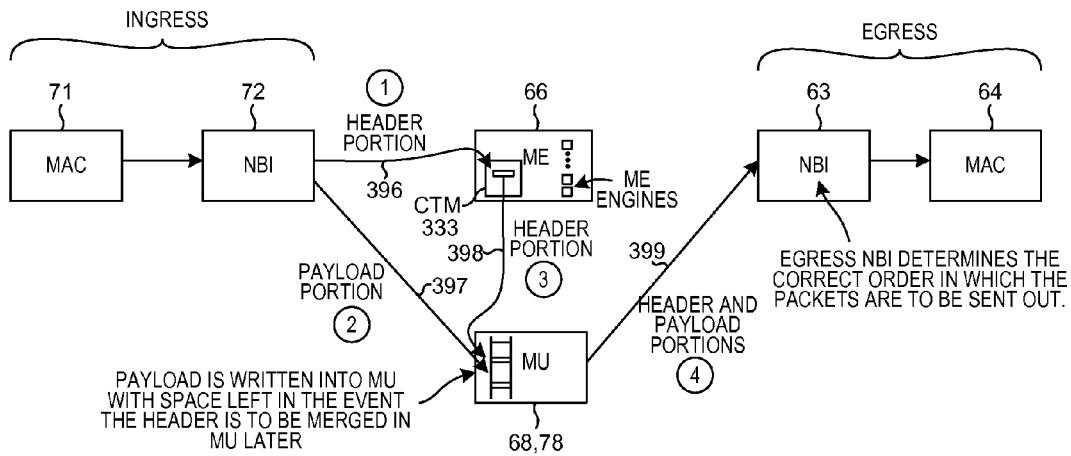 INGRESS
EGRESS
71
72
1
66
63
64
HEADER
PORTION
MAC
NBI
ME
NBI
MAC
396
ME
ENGINES
CTM
333
398
HEADER
PORTION
3
399
EGRESS NBI DETERMINES THE
CORRECT ORDER IN WHICH THE
PACKETS ARE TO BE SENT OUT.
PAYLOAD
PORTION
397
2
HEADER AND
PAYLOAD
PORTIONS
4
MU
PAYLOAD IS WRITTEN INTO MU
WITH SPACE LEFT IN THE EVENT
THE HEADER IS TO BE MERGED IN
MU LATER
68,78